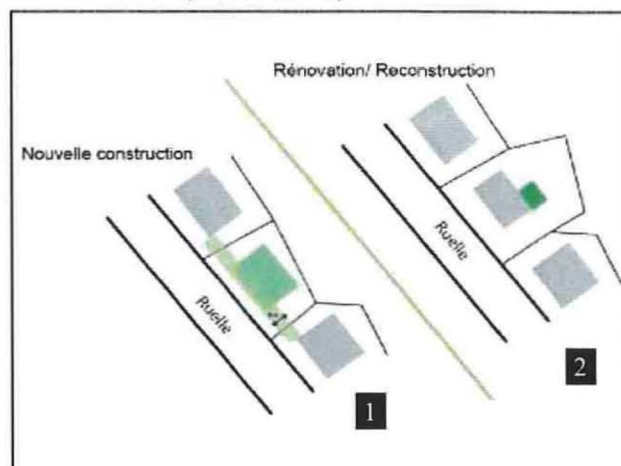 Rénovation/ Reconstruction
Nouvelle construction
Ruelle
Ruelle
1
2